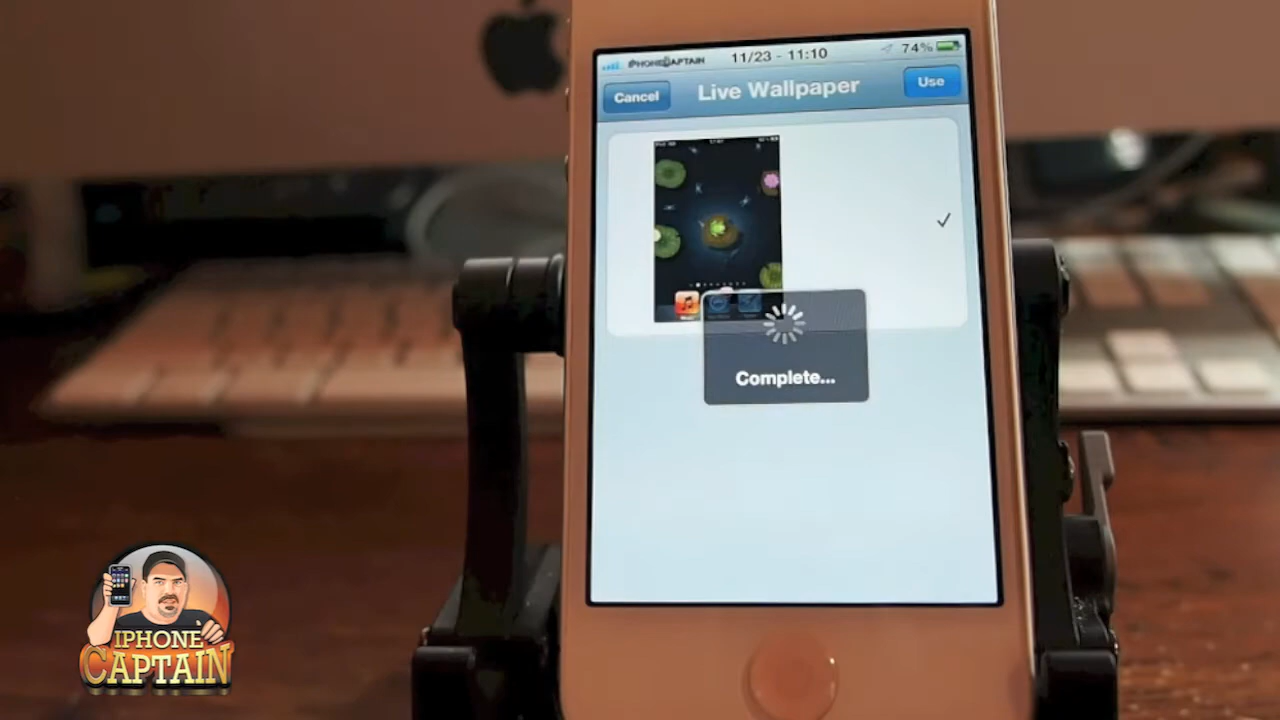 IPHONECAPTAIN 11/23 - 11:10 74%
Cancel Live Wallpaper Use
Complete...
IPHONE
CAPTAIN